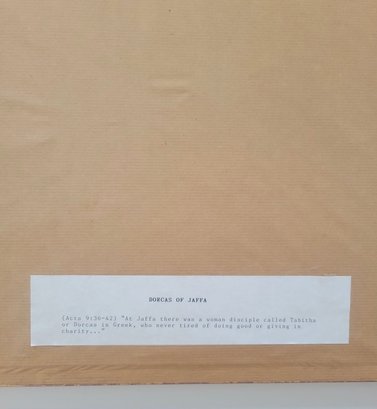 DORCAS OF JAFFA
(Acts 9:36-42) "At Jaffa there was a woman disciple called Tabitha
or Dorcas in Greek, who never tired of doing good or giving in
charity..."